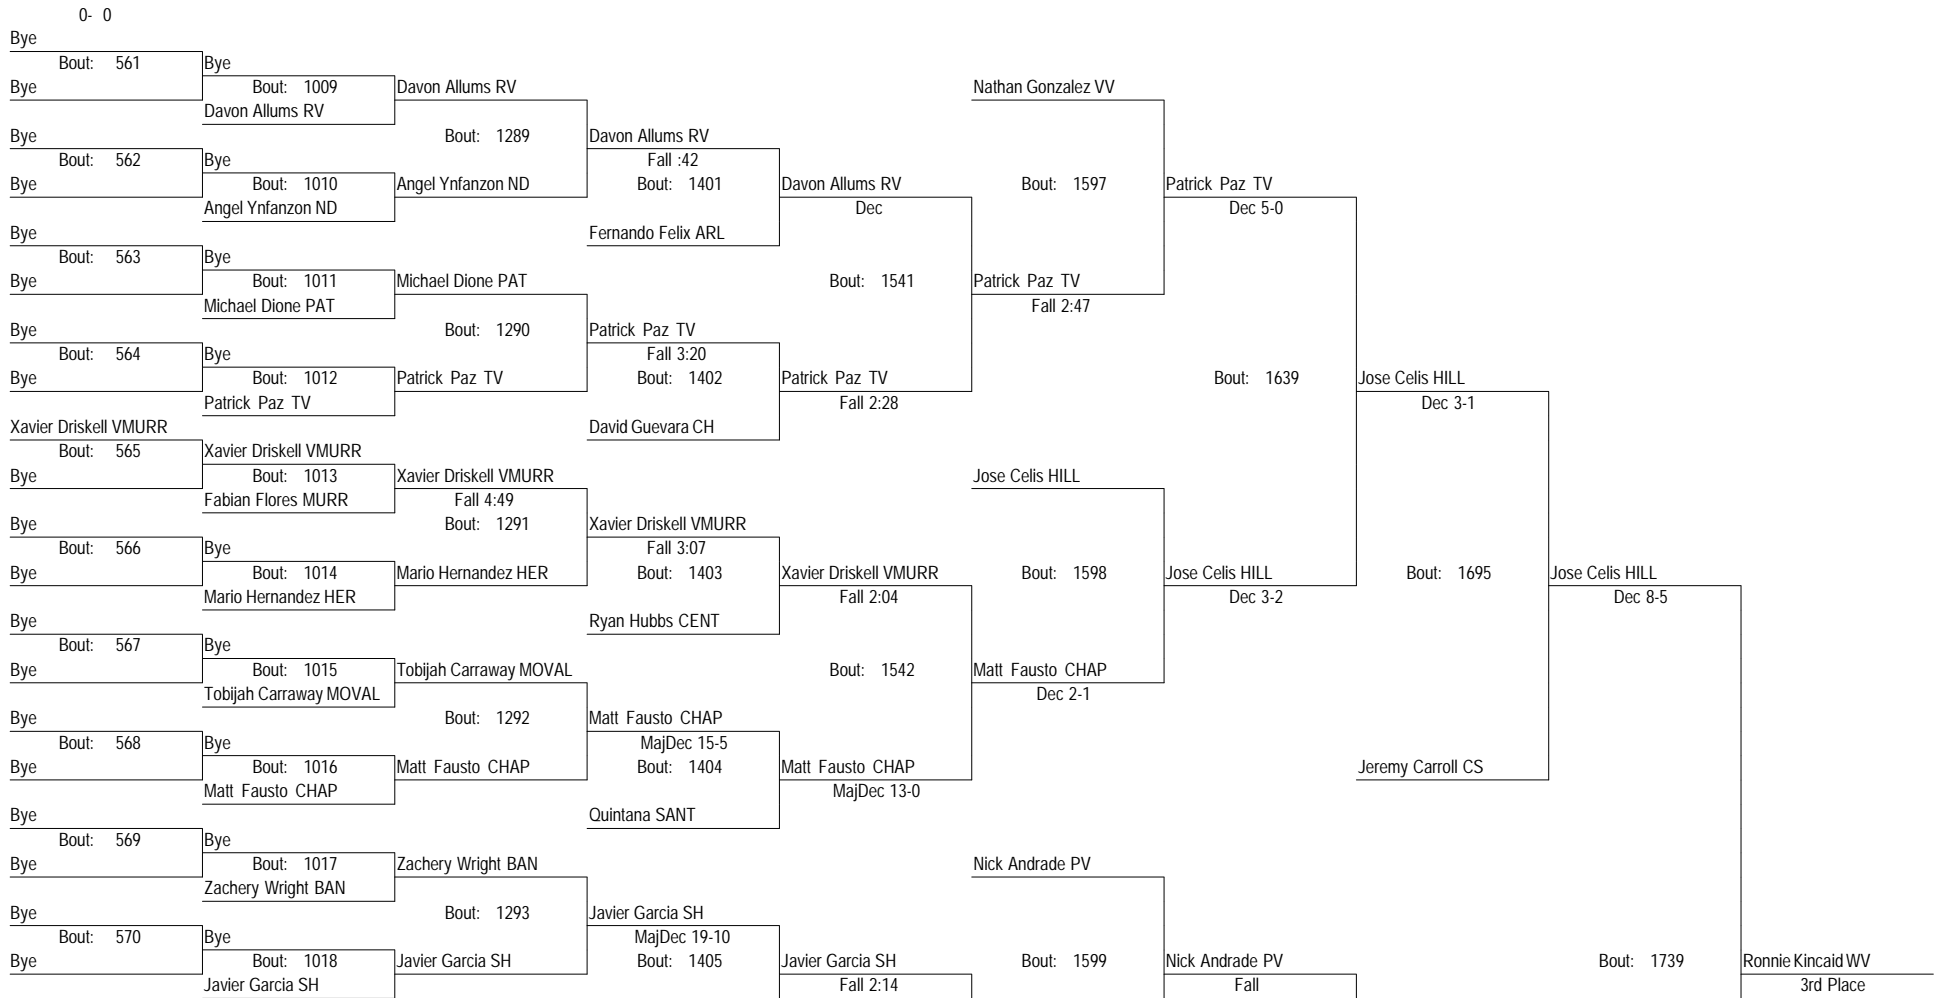 0- 0
Bye
Bout: 561 Bye
Bye Bout: 1009 Davon Allums RV Nathan Gonzalez VV
Davon Allums RV
Bye Bout: 1289 Davon Allums RV
Bout: 562 Bye Fall :42
Bye Bout: 1010 Angel Ynfanzon ND Bout: 1401 Davon Allums RV Bout: 1597 Patrick Paz TV
Angel Ynfanzon ND Dec Dec 5-0
Bye Fernando Felix ARL
Bout: 563 Bye
Bye Bout: 1011 Michael Dione PAT Bout: 1541 Patrick Paz TV
Michael Dione PAT Fall 2:47
Bye Bout: 1290 Patrick Paz TV
Bout: 564 Bye Fall 3:20
Bye Bout: 1012 Patrick Paz TV Bout: 1402 Patrick Paz TV Bout: 1639 Jose Celis HILL
Patrick Paz TV Fall 2:28 Dec 3-1
Xavier Driskell VMURR David Guevara CH
Bout: 565 Xavier Driskell VMURR
Bye Bout: 1013 Xavier Driskell VMURR Jose Celis HILL
Fabian Flores MURR Fall 4:49
Bye Bout: 1291 Xavier Driskell VMURR
Bout: 566 Bye Fall 3:07
Bye Bout: 1014 Mario Hernandez HER Bout: 1403 Xavier Driskell VMURR Bout: 1598 Jose Celis HILL Bout: 1695 Jose Celis HILL
Mario Hernandez HER Fall 2:04 Dec 3-2 Dec 8-5
Bye Ryan Hubbs CENT
Bout: 567 Bye
Bye Bout: 1015 Tobijah Carraway MOVAL Bout: 1542 Matt Fausto CHAP
Tobijah Carraway MOVAL Dec 2-1
Bye Bout: 1292 Matt Fausto CHAP
Bout: 568 Bye MajDec 15-5
Bye Bout: 1016 Matt Fausto CHAP Bout: 1404 Matt Fausto CHAP Jeremy Carroll CS
Matt Fausto CHAP MajDec 13-0
Bye Quintana SANT
Bout: 569 Bye
Bye Bout: 1017 Zachery Wright BAN Nick Andrade PV
Zachery Wright BAN
Bye Bout: 1293 Javier Garcia SH
Bout: 570 Bye MajDec 19-10
Bye Bout: 1018 Javier Garcia SH Bout: 1405 Javier Garcia SH Bout: 1599 Nick Andrade PV Bout: 1739 Ronnie Kincaid WV
Javier Garcia SH Fall 2:14 Fall 3rd Place